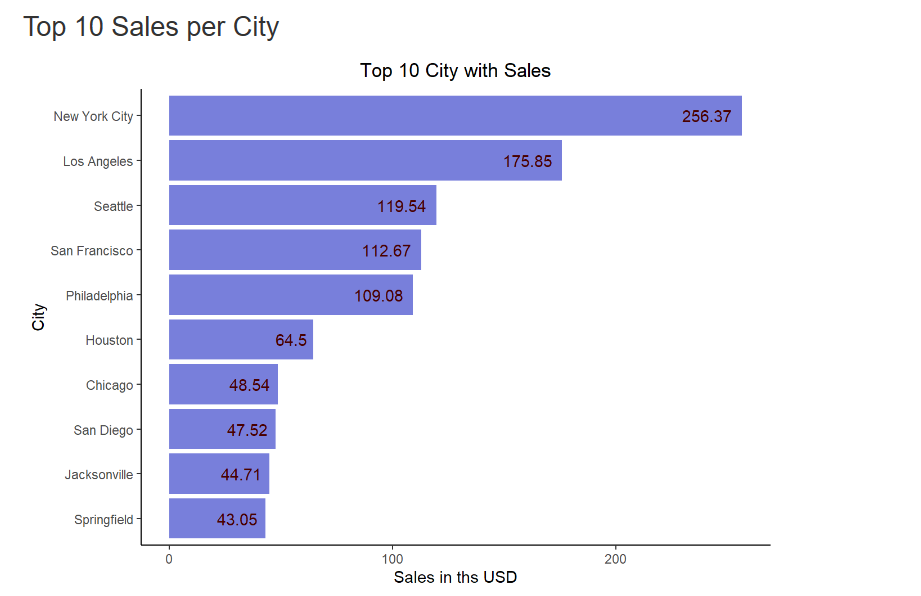 Top 10 Sales per City
Top 10 City with Sales
New York City 256.37
Los Angeles 175.85
Seattle 119.54
San Francisco 112.67
Philadelphia 109.08
Houston 64.5
Chicago 48.54
San Diego 47.52
Jacksonville 44.71
Springfield 43.05
City
0 100 200
Sales in ths USD